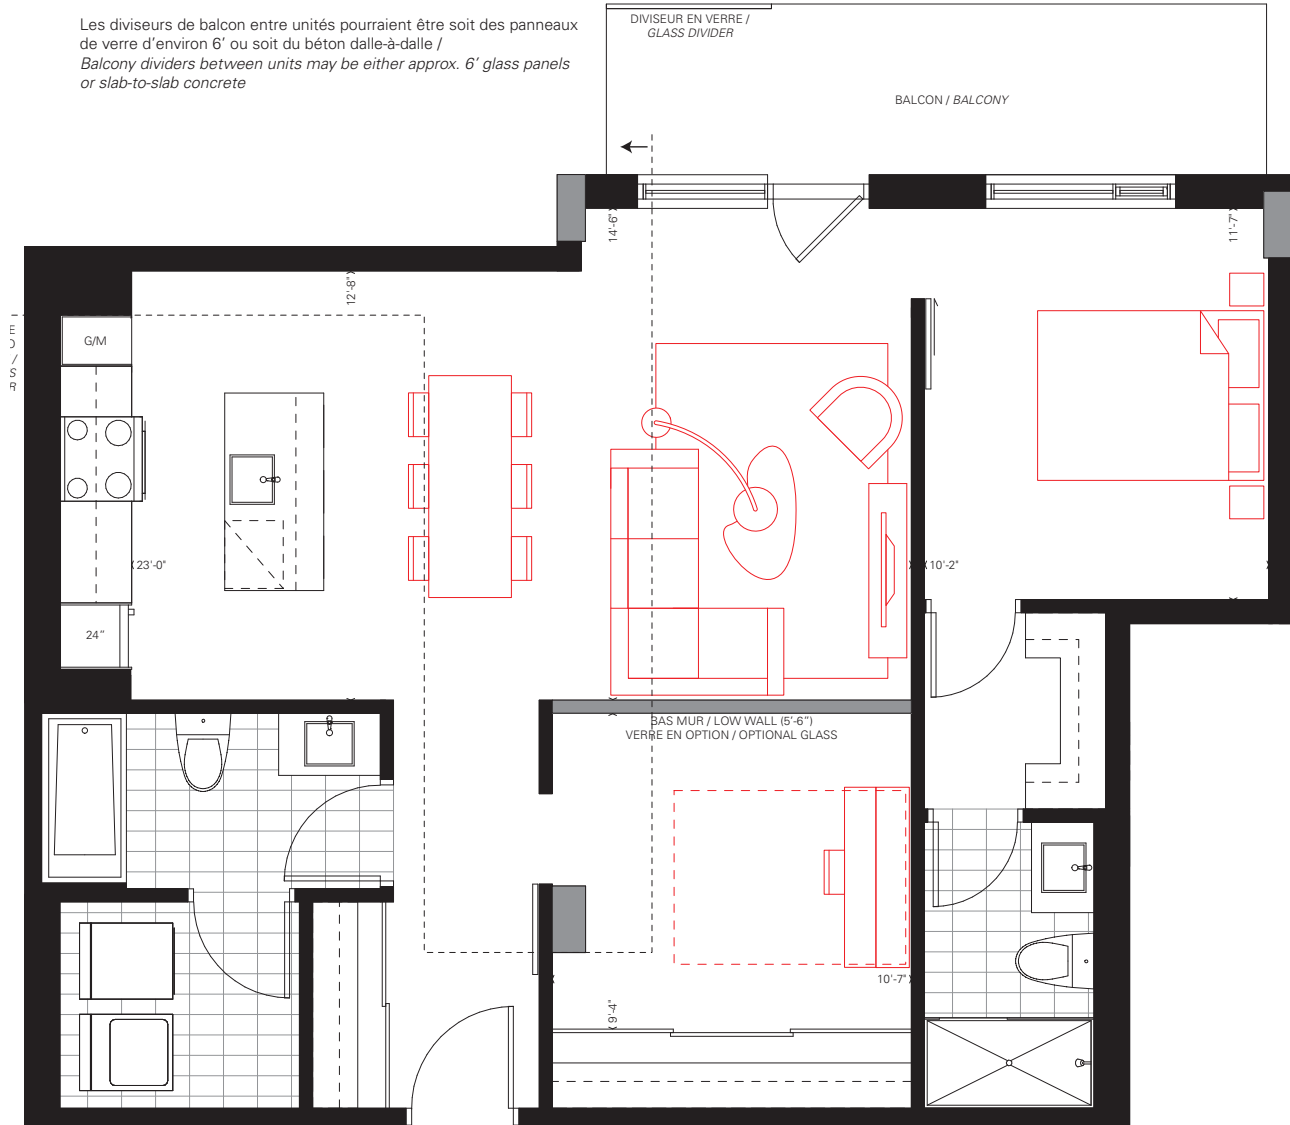 Les diviseurs de balcon entre unités pourraient être soit des panneaux
de verre d'environ 6' ou soit du béton dalle-à-dalle /
Balcony dividers between units may be either approx. 6' glass panels
or slab-to-slab concrete
DIVISEUR EN VERRE /
GLASS DIVIDER
BALCON / BALCONY
14'-6"
11'-7"
12'-8"
G/M
E
/
S
R
23'-0"
10'-2"
24"
BAS MUR / LOW WALL (5'-6")
VERRE EN OPTION / OPTIONAL GLASS
10'-7"
9'-4"